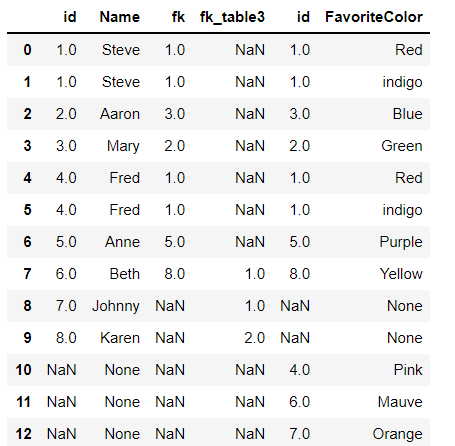 id Name fk fk_table3 id FavoriteColor
0 1.0 Steve 1.0 NaN 1.0 Red
1 1.0 Steve 1.0 NaN 1.0 indigo
2 2.0 Aaron 3.0 NaN 3.0 Blue
3 3.0 Mary 2.0 NaN 2.0 Green
4 4.0 Fred 1.0 NaN 1.0 Red
5 4.0 Fred 1.0 NaN 1.0 indigo
6 5.0 Anne 5.0 NaN 5.0 Purple
7 6.0 Beth 8.0 1.0 8.0 Yellow
8 7.0 Johnny NaN 1.0 NaN None
9 8.0 Karen NaN 2.0 NaN None
10 NaN None NaN NaN 4.0 Pink
11 NaN None NaN NaN 6.0 Mauve
12 NaN None NaN NaN 7.0 Orange